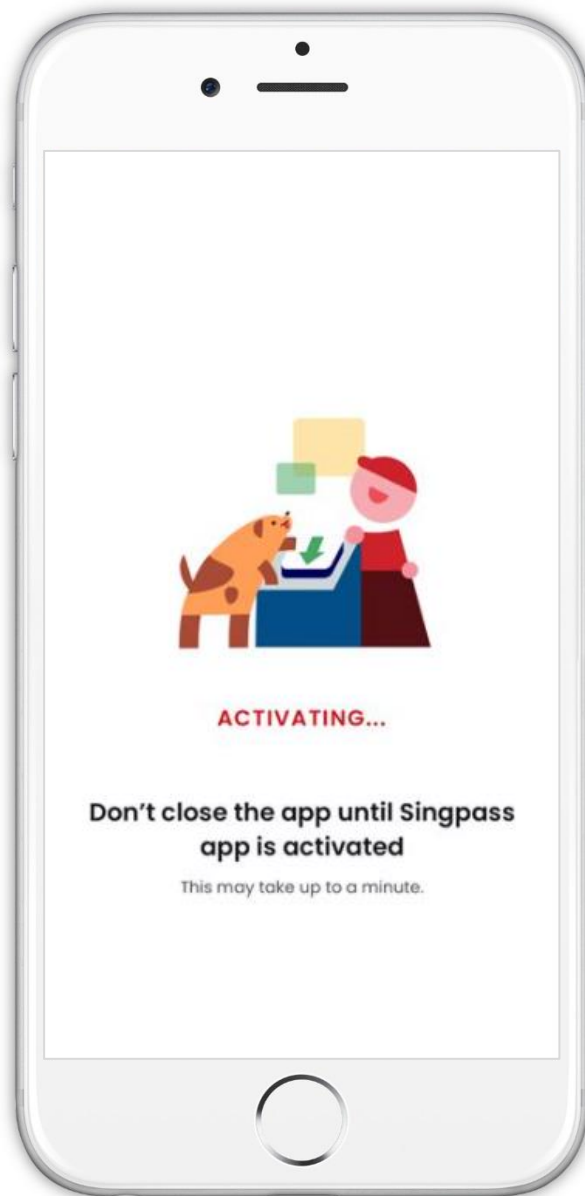 ACTIVATING...
Don't close the app until Singpass
app is activated
This may take up to a minute.